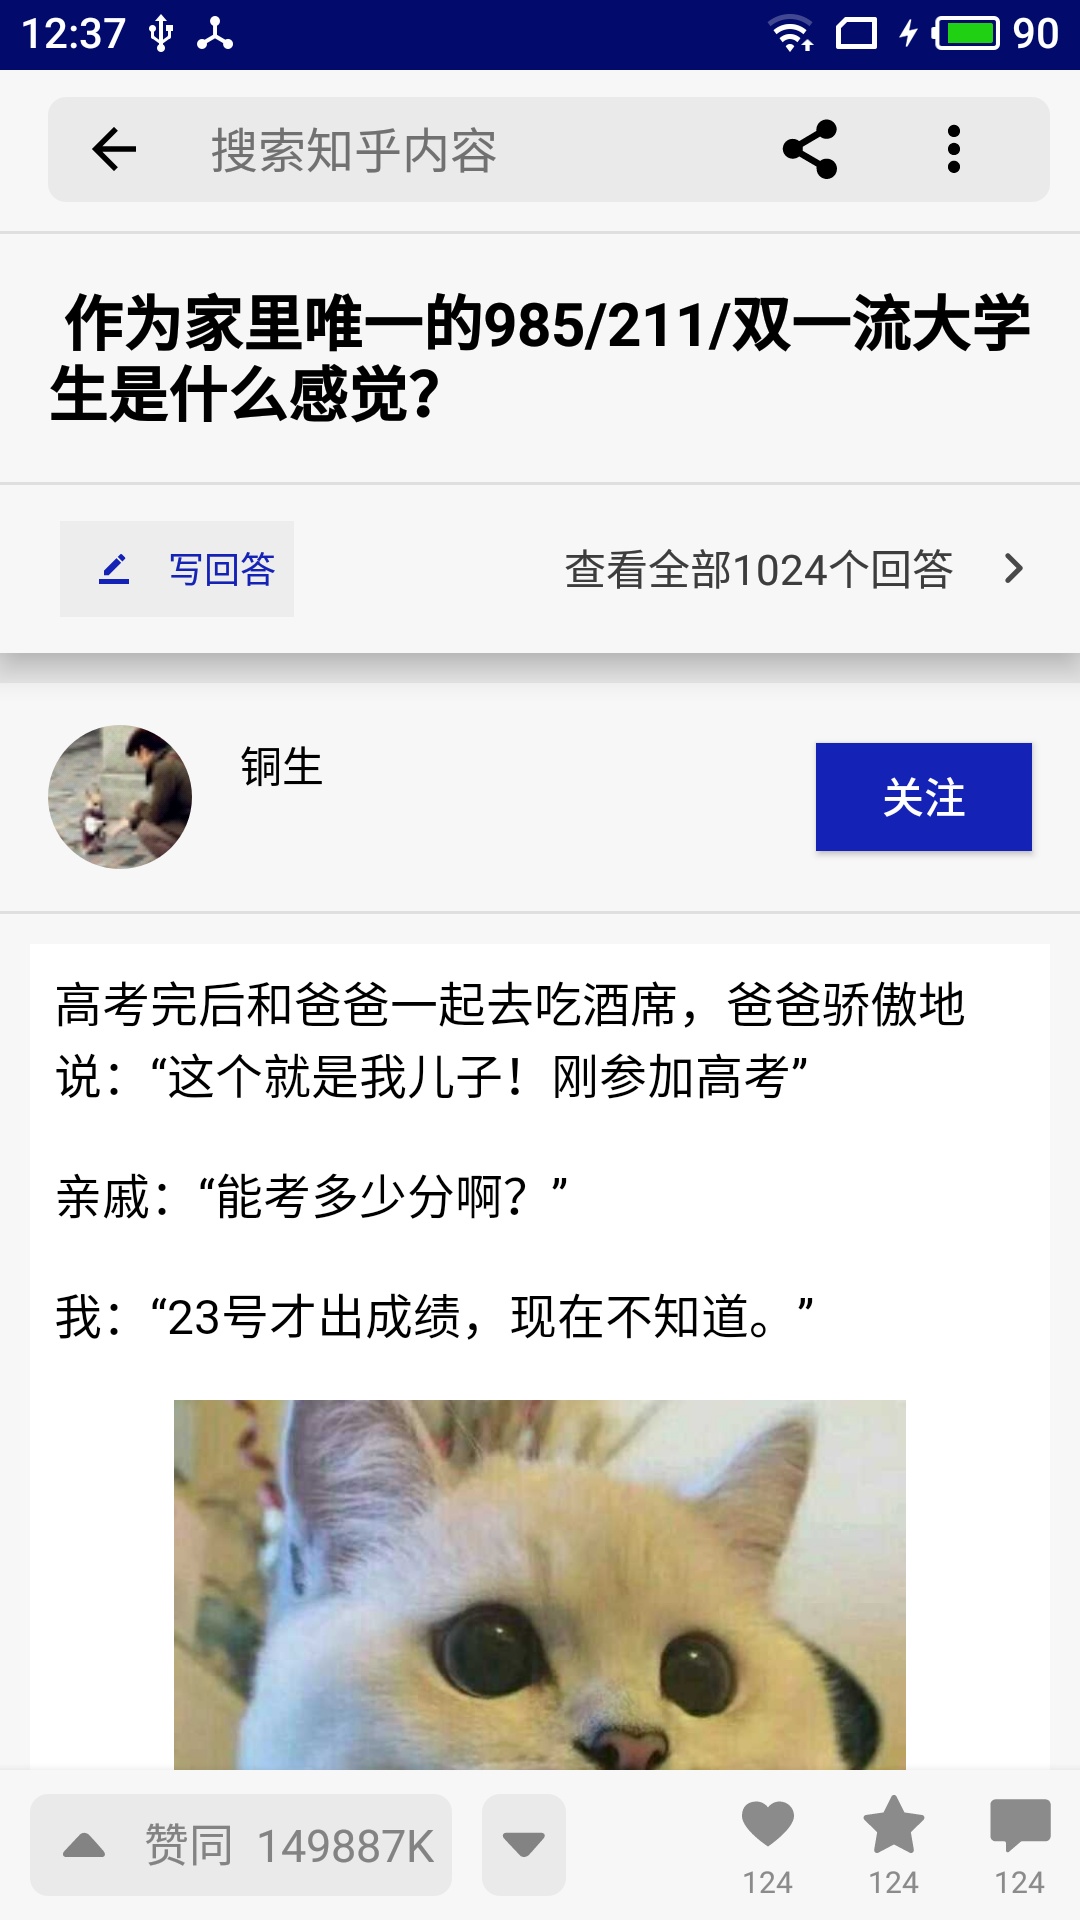 12:37 90
搜索知乎内容
作为家里唯一的985/211/双一流大学
生是什么感觉？
写回答 查看全部1024个回答
铜生
关注
高考完后和爸爸一起去吃酒席，爸爸骄傲地
说：“这个就是我儿子！刚参加高考”
亲戚：“能考多少分啊？”
我：“23号才出成绩，现在不知道。”
赞同 149887K
124 124 124